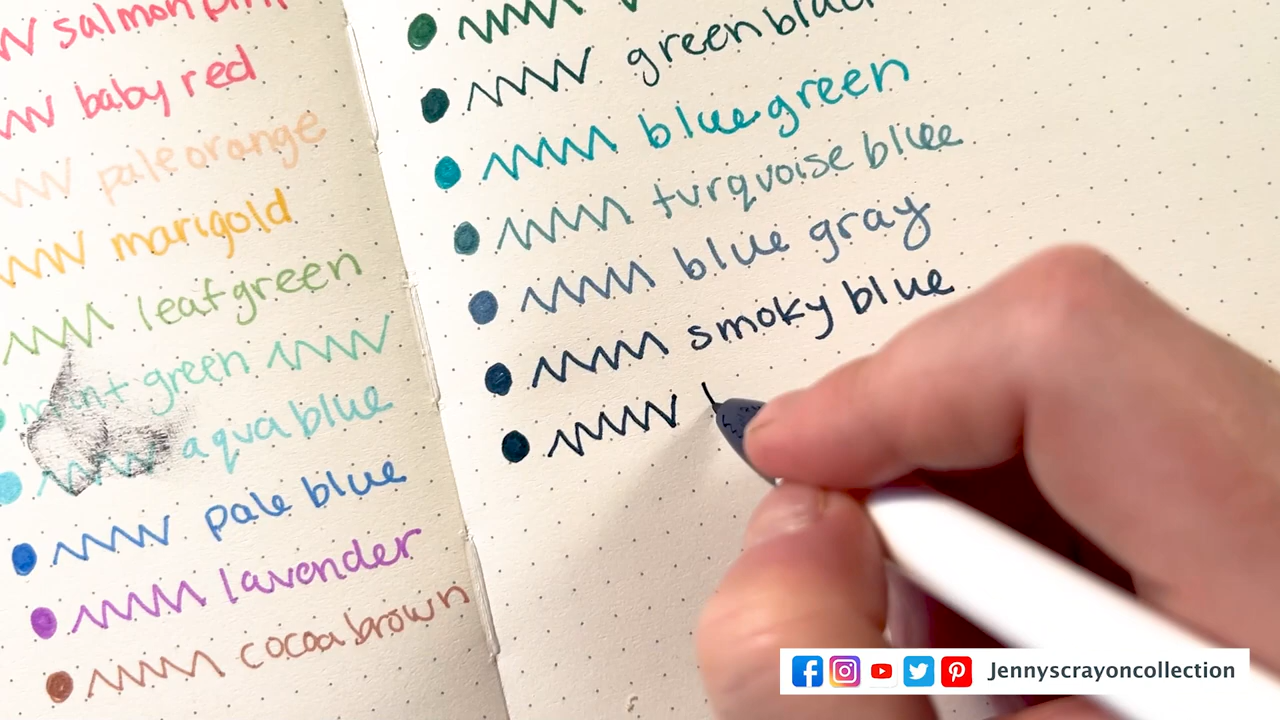 salmon pink
baby red
pale orange
marigold
leaf green
mint green
aqua blue
pale blue
lavender
cocoa brown
green black
blue green
turquoise blue
blue gray
smoky blue
Jennyscrayoncollection